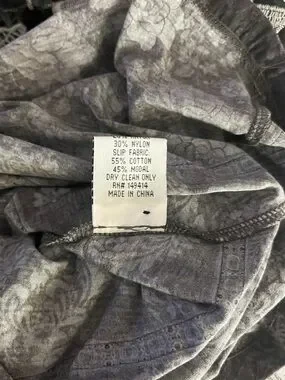 30% NYLON
SLIP FABRIC:
55% COTTON
45% MODAL
DRY CLEAN ONLY
RN# 149414
MADE IN CHINA